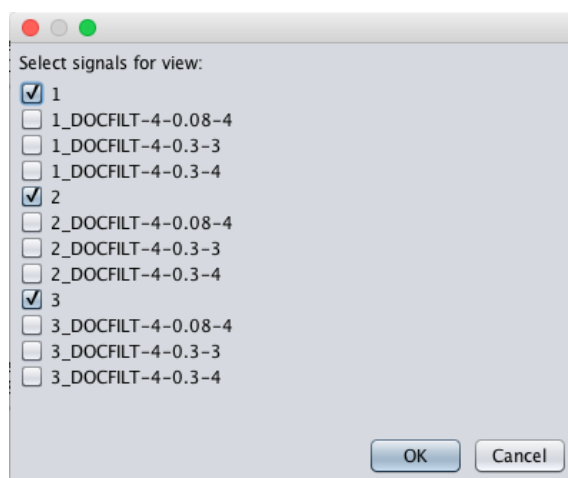 Select signals for view:
1
1_DOCFILT-4-0.08-4
1_DOCFILT-4-0.3-3
1_DOCFILT-4-0.3-4
2
2_DOCFILT-4-0.08-4
2_DOCFILT-4-0.3-3
2_DOCFILT-4-0.3-4
3
3_DOCFILT-4-0.08-4
3_DOCFILT-4-0.3-3
3_DOCFILT-4-0.3-4
OK Cancel